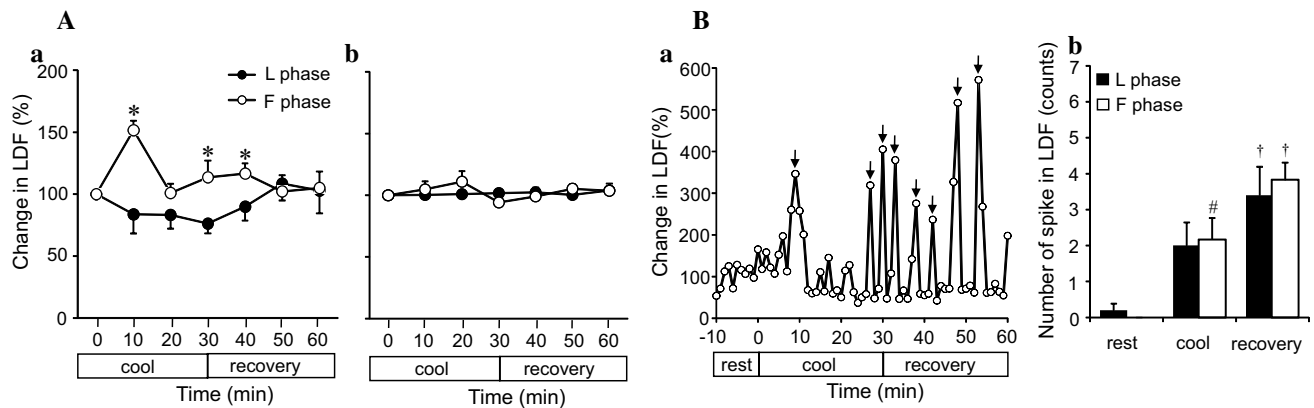 A
a
200
150
100
50
0
Change in LDF (%)
L phase
F phase
*
*
*
0 10 20 30 40 50 60
cool recovery
Time (min)
b
0 10 20 30 40 50 60
cool recovery
Time (min)
B
a
600
500
400
300
200
100
0
Change in LDF(%)
-10 0 10 20 30 40 50 60
rest cool recovery
Time (min)
b
7
6
5
4
3
2
1
0
Number of spike in LDF (counts)
L phase
F phase
#
† †
rest cool recovery